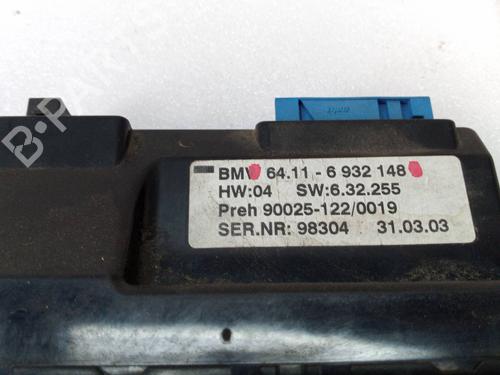 BMW 64.11 - 6 932 148
HW:04 SW:6.32.255
Preh 90025-122/0019
SER.NR: 98304 31.03.03
B-PARTS